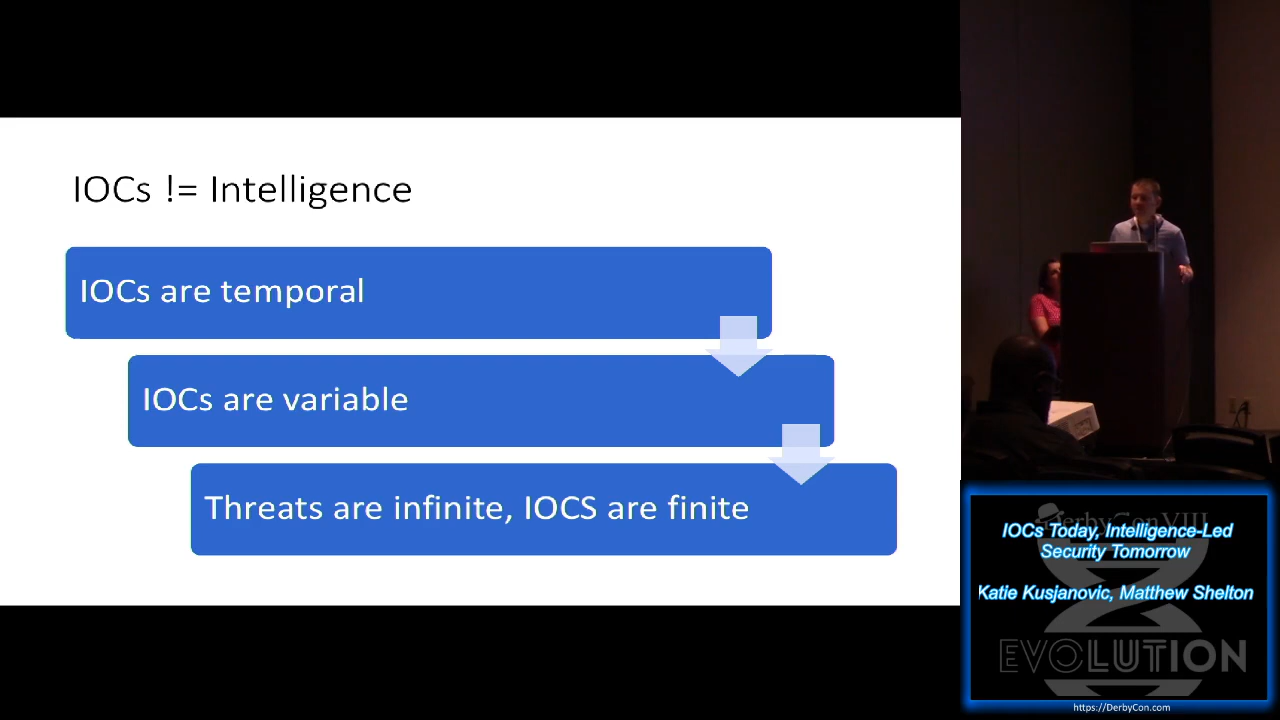 IOCs != Intelligence
IOCs are temporal
IOCs are variable
Threats are infinite, IOCS are finite
DerbyCon VIII
IOCs Today, Intelligence-Led
Security Tomorrow
Katie Kusjanovic, Matthew Shelton
EVOLUTION
https://DerbyCon.com